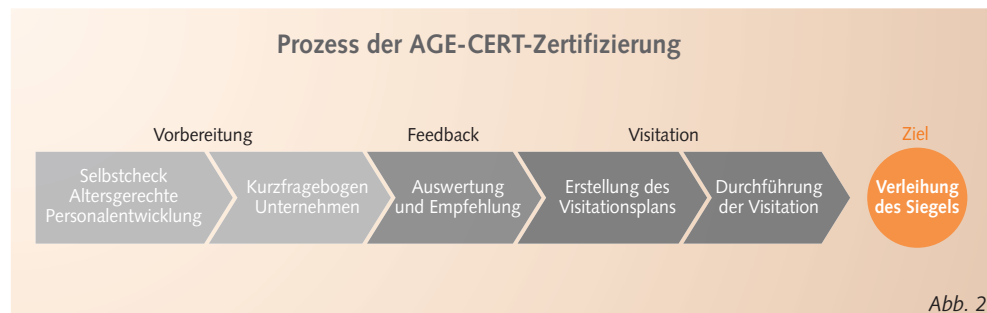 Prozess der AGE-CERT-Zertifizierung
Vorbereitung
Feedback
Visitation
Ziel
Selbstcheck
Altersgerechte
Personalentwicklung
Kurzfragebogen
Unternehmen
Auswertung
und Empfehlung
Erstellung des
Visitationsplans
Durchführung
der Visitation
Verleihung
des Siegels
Abb. 2